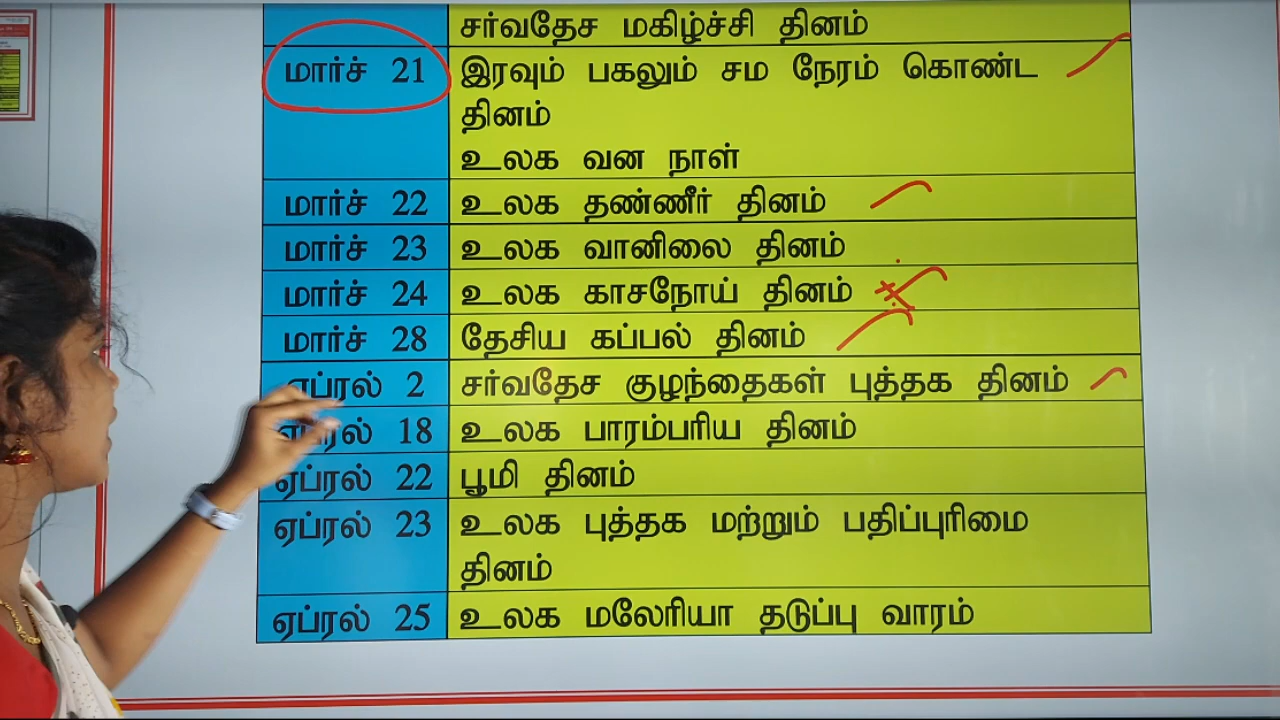 சர்வதேச மகிழ்ச்சி தினம்
மார்ச் 21 இரவும் பகலும் சம நேரம் கொண்ட
தினம்
உலக வன நாள்
மார்ச் 22 உலக தண்ணீர் தினம்
மார்ச் 23 உலக வானிலை தினம்
மார்ச் 24 உலக காசநோய் தினம்
மார்ச் 28 தேசிய கப்பல் தினம்
ஏப்ரல் 2 சர்வதேச குழந்தைகள் புத்தக தினம்
ஏப்ரல் 18 உலக பாரம்பரிய தினம்
ஏப்ரல் 22 பூமி தினம்
ஏப்ரல் 23 உலக புத்தக மற்றும் பதிப்புரிமை
தினம்
ஏப்ரல் 25 உலக மலேரியா தடுப்பு வாரம்